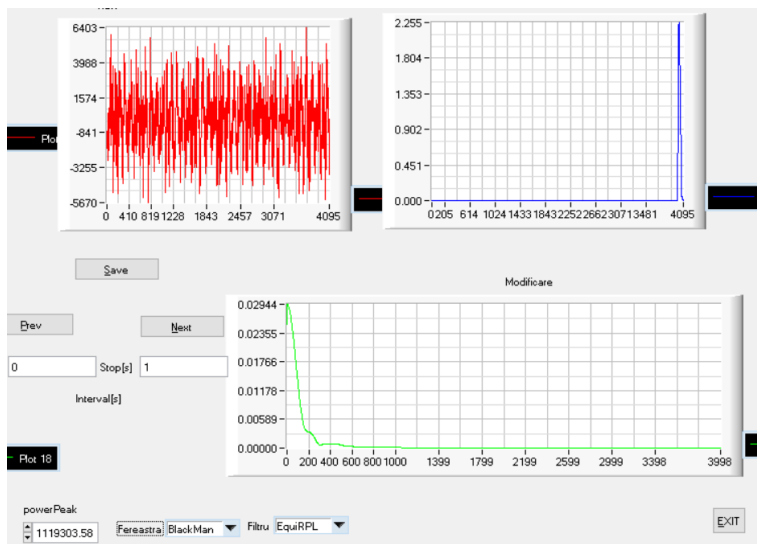 6403
3988
1574
-841
-3255
-5670
0 410 819 1228 1843 2457 3071 4095
2.255
1.804
1.353
0.902
0.451
0.000
0 205 614 1024 1433 1843 2252 2662 3071 3481 4095
Save
Modificare
Prev
Next
0
Stop[s]
1
Interval[s]
0.02944
0.02355
0.01766
0.01178
0.00589
0.00000
0 200 400 600 800 1000 1399 1799 2199 2599 2999 3398 3998
Plot 18
powerPeak
1119303.58
Fereastra
BlackMan
Filtru
EquiRPL
EXIT